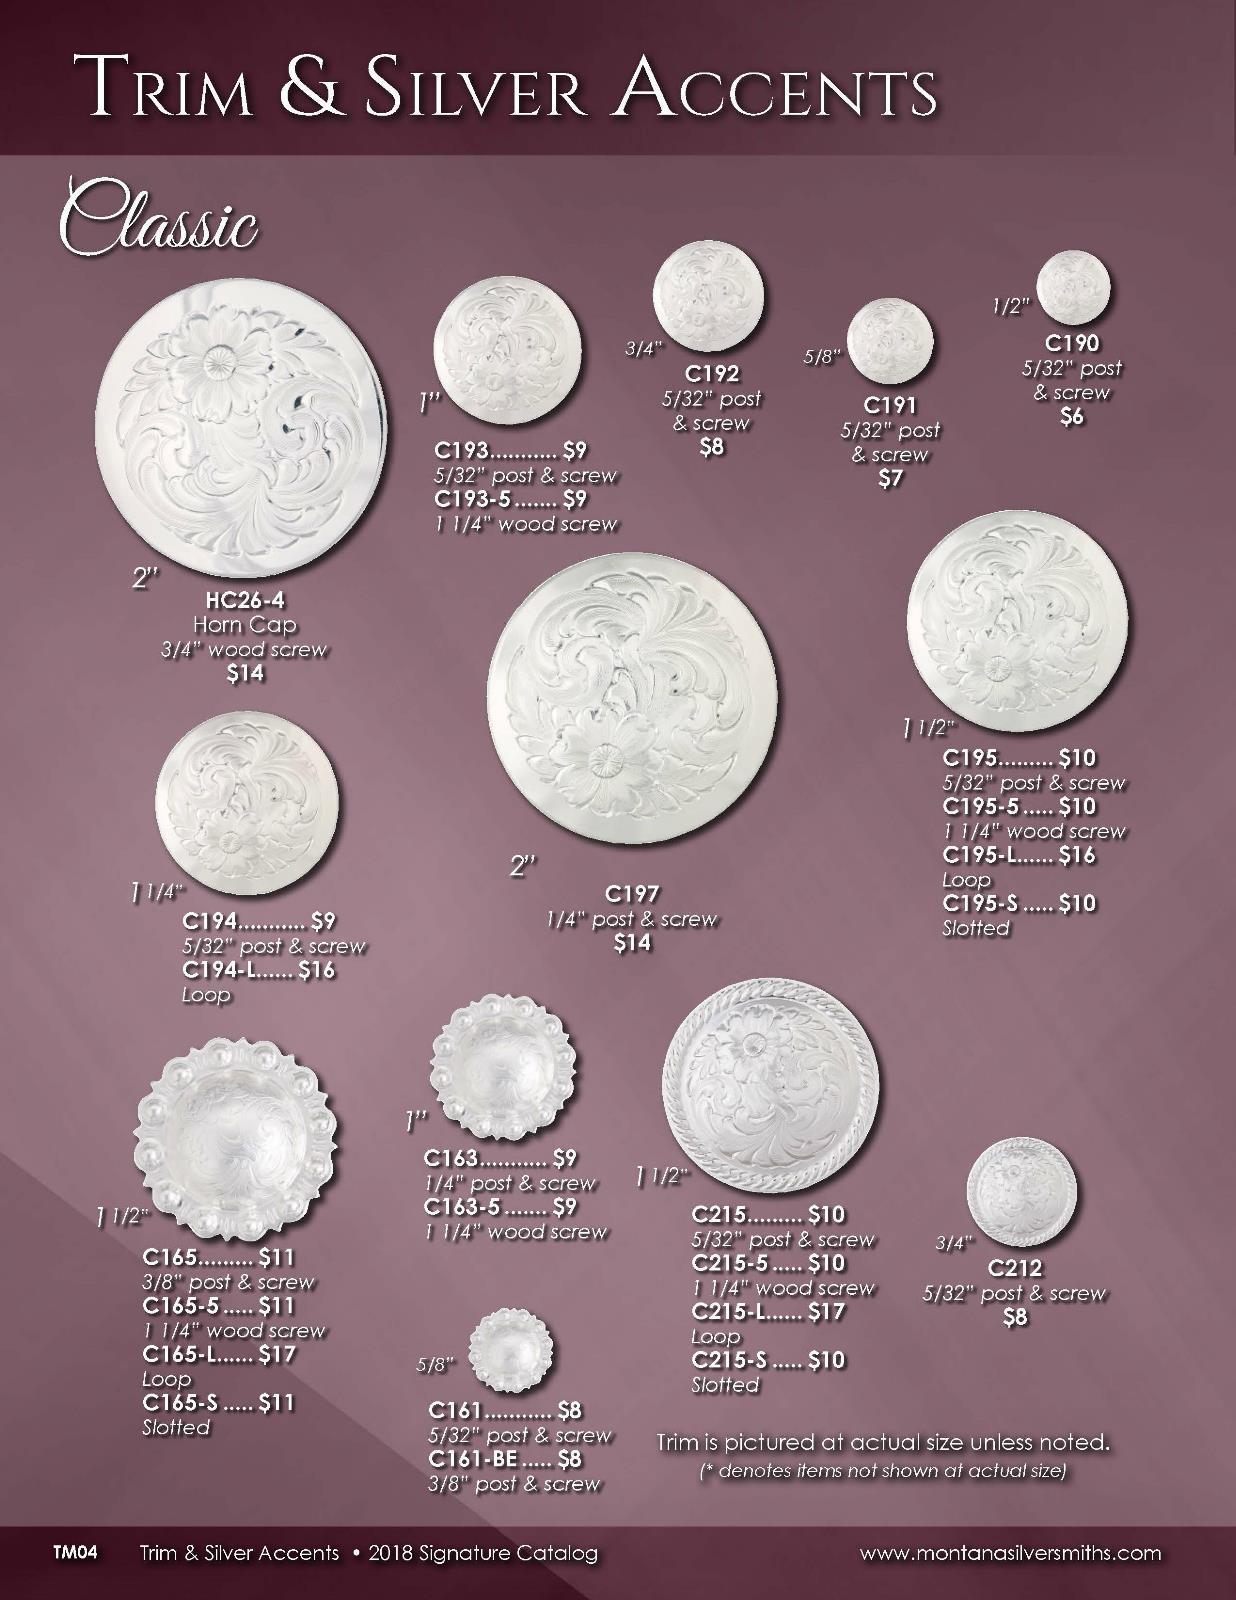 TRIM & SILVER ACCENTS
Classic
2"
HC26-4
Horn Cap
3/4" wood screw
$14
1"
C193........... $9
5/32" post & screw
C193-5....... $9
1 1/4" wood screw
3/4"
C192
5/32" post
& screw
$8
5/8"
C191
5/32" post
& screw
$7
1/2"
C190
5/32" post
& screw
$6
1 1/4"
C194........... $9
5/32" post & screw
C194-L...... $16
Loop
2"
C197
1/4" post & screw
$14
1 1/2"
C195......... $10
5/32" post & screw
C195-5..... $10
1 1/4" wood screw
C195-L...... $16
Loop
C195-S..... $10
Slotted
1 1/2"
C165......... $11
3/8" post & screw
C165-5..... $11
1 1/4" wood screw
C165-L...... $17
Loop
C165-S..... $11
Slotted
1"
C163........... $9
1/4" post & screw
C163-5....... $9
1 1/4" wood screw
5/8"
C161........... $8
5/32" post & screw
C161-BE..... $8
3/8" post & screw
1 1/2"
C215......... $10
5/32" post & screw
C215-5..... $10
1 1/4" wood screw
C215-L...... $17
Loop
C215-S..... $10
Slotted
3/4"
C212
5/32" post & screw
$8
Trim is pictured at actual size unless noted.
(* denotes items not shown at actual size)
TM04 Trim & Silver Accents • 2018 Signature Catalog www.montanasilversmiths.com